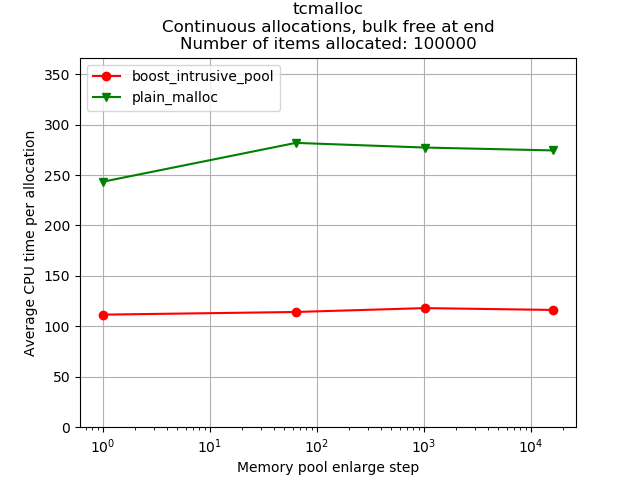 tcmalloc
Continuous allocations, bulk free at end
Number of items allocated: 100000
boost_intrusive_pool
plain_malloc
Average CPU time per allocation
350
300
250
200
150
100
50
0
10⁰
10¹
10²
10³
10⁴
Memory pool enlarge step